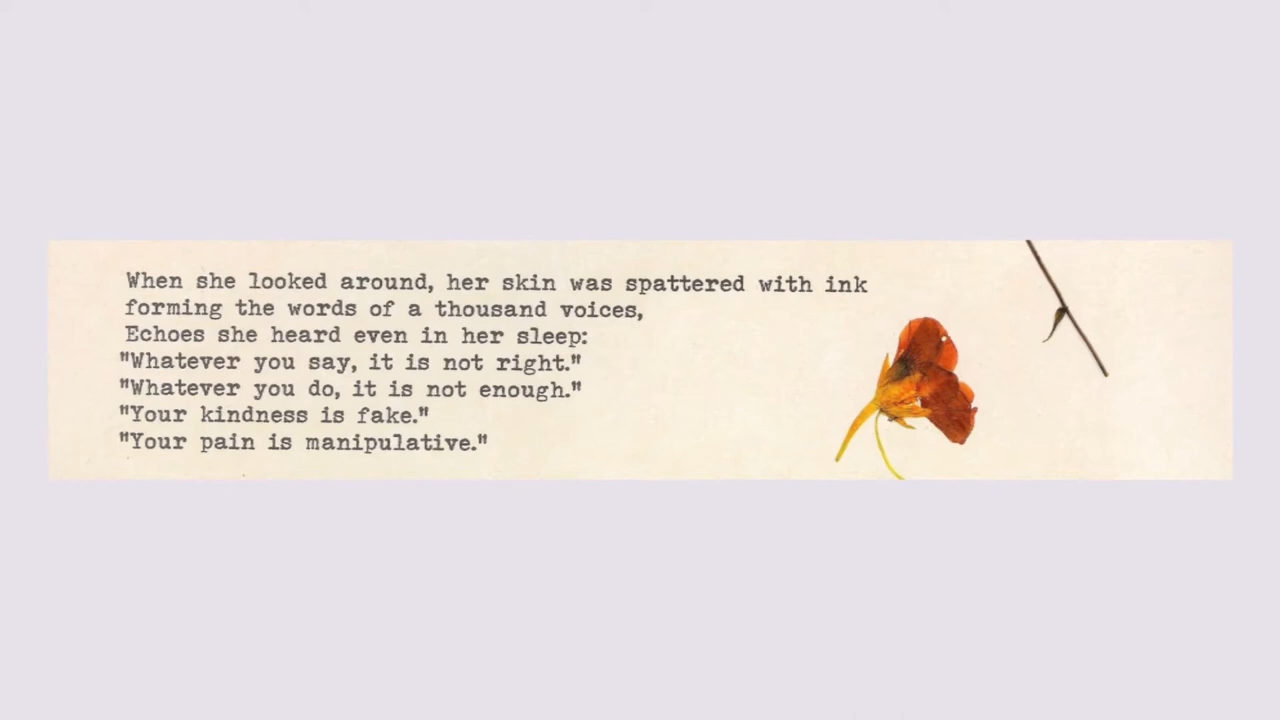 When she looked around, her skin was spattered with ink
forming the words of a thousand voices,
Echoes she heard even in her sleep:
"Whatever you say, it is not right."
"Whatever you do, it is not enough."
"Your kindness is fake."
"Your pain is manipulative."